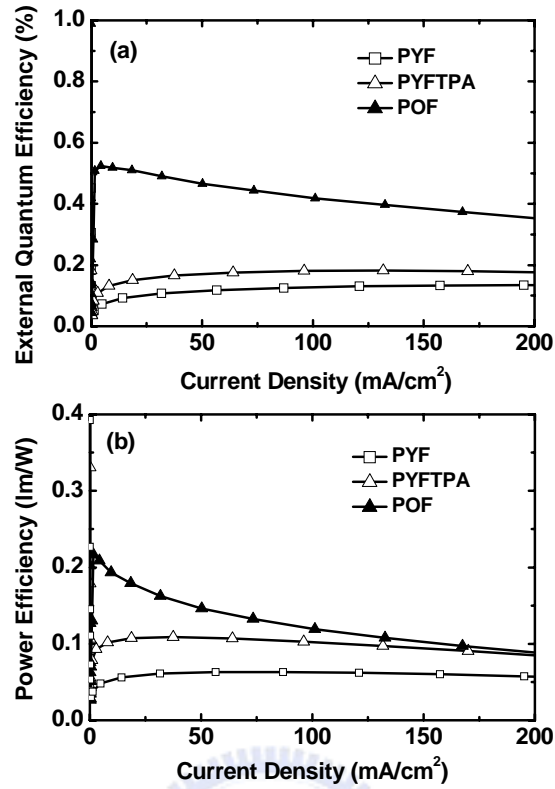 (a)
PYF
PYFTPA
POF
External Quantum Efficiency (%)
1.0
0.8
0.6
0.4
0.2
0.0
0 50 100 150 200
Current Density (mA/cm²)
(b)
PYF
PYFTPA
POF
Power Efficiency (lm/W)
0.4
0.3
0.2
0.1
0.0
0 50 100 150 200
Current Density (mA/cm²)